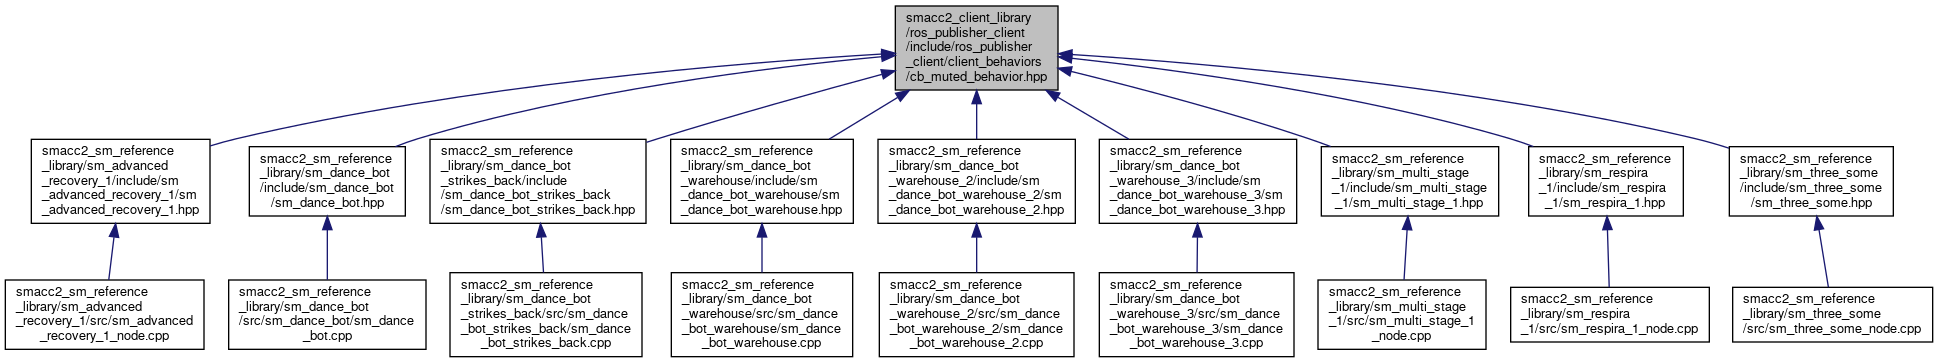 smacc2_client_library
/ros_publisher_client
/include/ros_publisher
_client/client_behaviors
/cb_muted_behavior.hpp
smacc2_sm_reference
_library/sm_advanced
_recovery_1/include/sm
_advanced_recovery_1/sm
_advanced_recovery_1.hpp
smacc2_sm_reference
_library/sm_dance_bot
/include/sm_dance_bot
/sm_dance_bot.hpp
smacc2_sm_reference
_library/sm_dance_bot
_strikes_back/include
/sm_dance_bot_strikes_back
/sm_dance_bot_strikes_back.hpp
smacc2_sm_reference
_library/sm_dance_bot
_warehouse/include/sm
_dance_bot_warehouse/sm
_dance_bot_warehouse.hpp
smacc2_sm_reference
_library/sm_dance_bot
_warehouse_2/include/sm
_dance_bot_warehouse_2/sm
_dance_bot_warehouse_2.hpp
smacc2_sm_reference
_library/sm_dance_bot
_warehouse_3/include/sm
_dance_bot_warehouse_3/sm
_dance_bot_warehouse_3.hpp
smacc2_sm_reference
_library/sm_multi_stage
_1/include/sm_multi_stage
_1/sm_multi_stage_1.hpp
smacc2_sm_reference
_library/sm_respira
_1/include/sm_respira
_1/sm_respira_1.hpp
smacc2_sm_reference
_library/sm_three_some
/include/sm_three_some
/sm_three_some.hpp
smacc2_sm_reference
_library/sm_advanced
_recovery_1/src/sm_advanced
_recovery_1_node.cpp
smacc2_sm_reference
_library/sm_dance_bot
/src/sm_dance_bot/sm_dance
_bot.cpp
smacc2_sm_reference
_library/sm_dance_bot
_strikes_back/src/sm_dance
_bot_strikes_back/sm_dance
_bot_strikes_back.cpp
smacc2_sm_reference
_library/sm_dance_bot
_warehouse/src/sm_dance
_bot_warehouse/sm_dance
_bot_warehouse.cpp
smacc2_sm_reference
_library/sm_dance_bot
_warehouse_2/src/sm_dance
_bot_warehouse_2/sm_dance
_bot_warehouse_2.cpp
smacc2_sm_reference
_library/sm_dance_bot
_warehouse_3/src/sm_dance
_bot_warehouse_3/sm_dance
_bot_warehouse_3.cpp
smacc2_sm_reference
_library/sm_multi_stage
_1/src/sm_multi_stage_1
_node.cpp
smacc2_sm_reference
_library/sm_respira
_1/src/sm_respira_1_node.cpp
smacc2_sm_reference
_library/sm_three_some
/src/sm_three_some_node.cpp